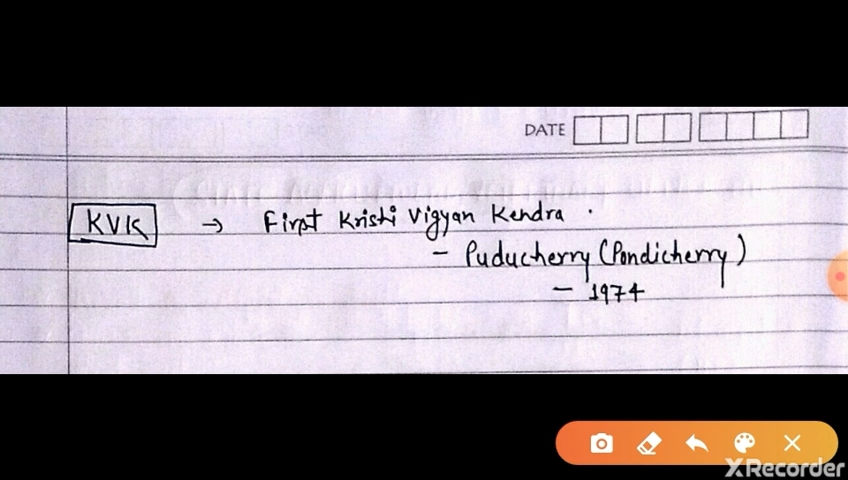 DATE
KVK → First Krishi Vigyan Kendra .
- Puducherry (Pondicherry)
- 1974
XRecorder